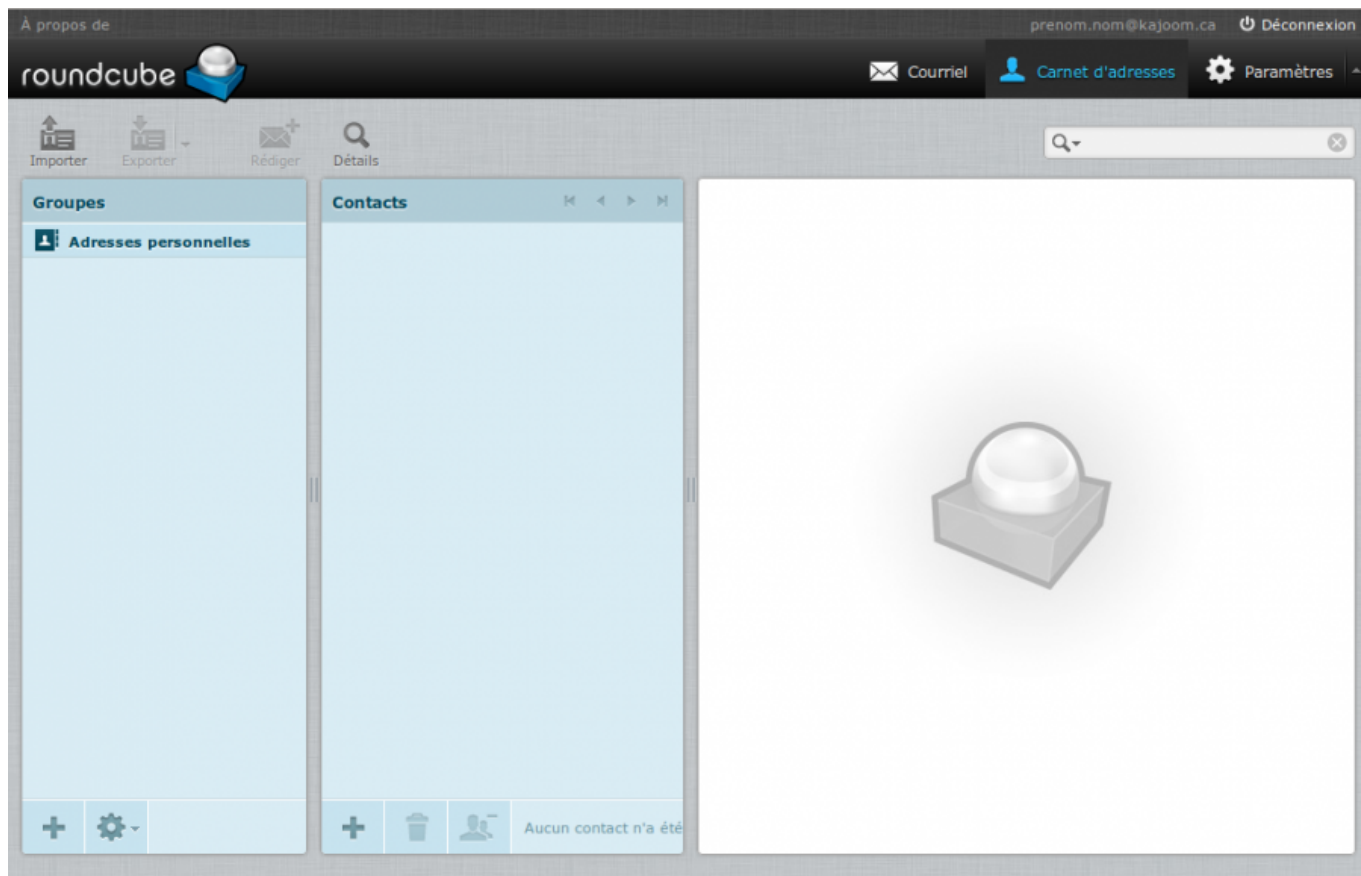 À propos de
prenom.nom@kajoom.ca Déconnexion
roundcube
Courriel Carnet d'adresses Paramètres
Importer Exporter Rédiger Détails
Groupes
Adresses personnelles
Contacts
Aucun contact n'a été